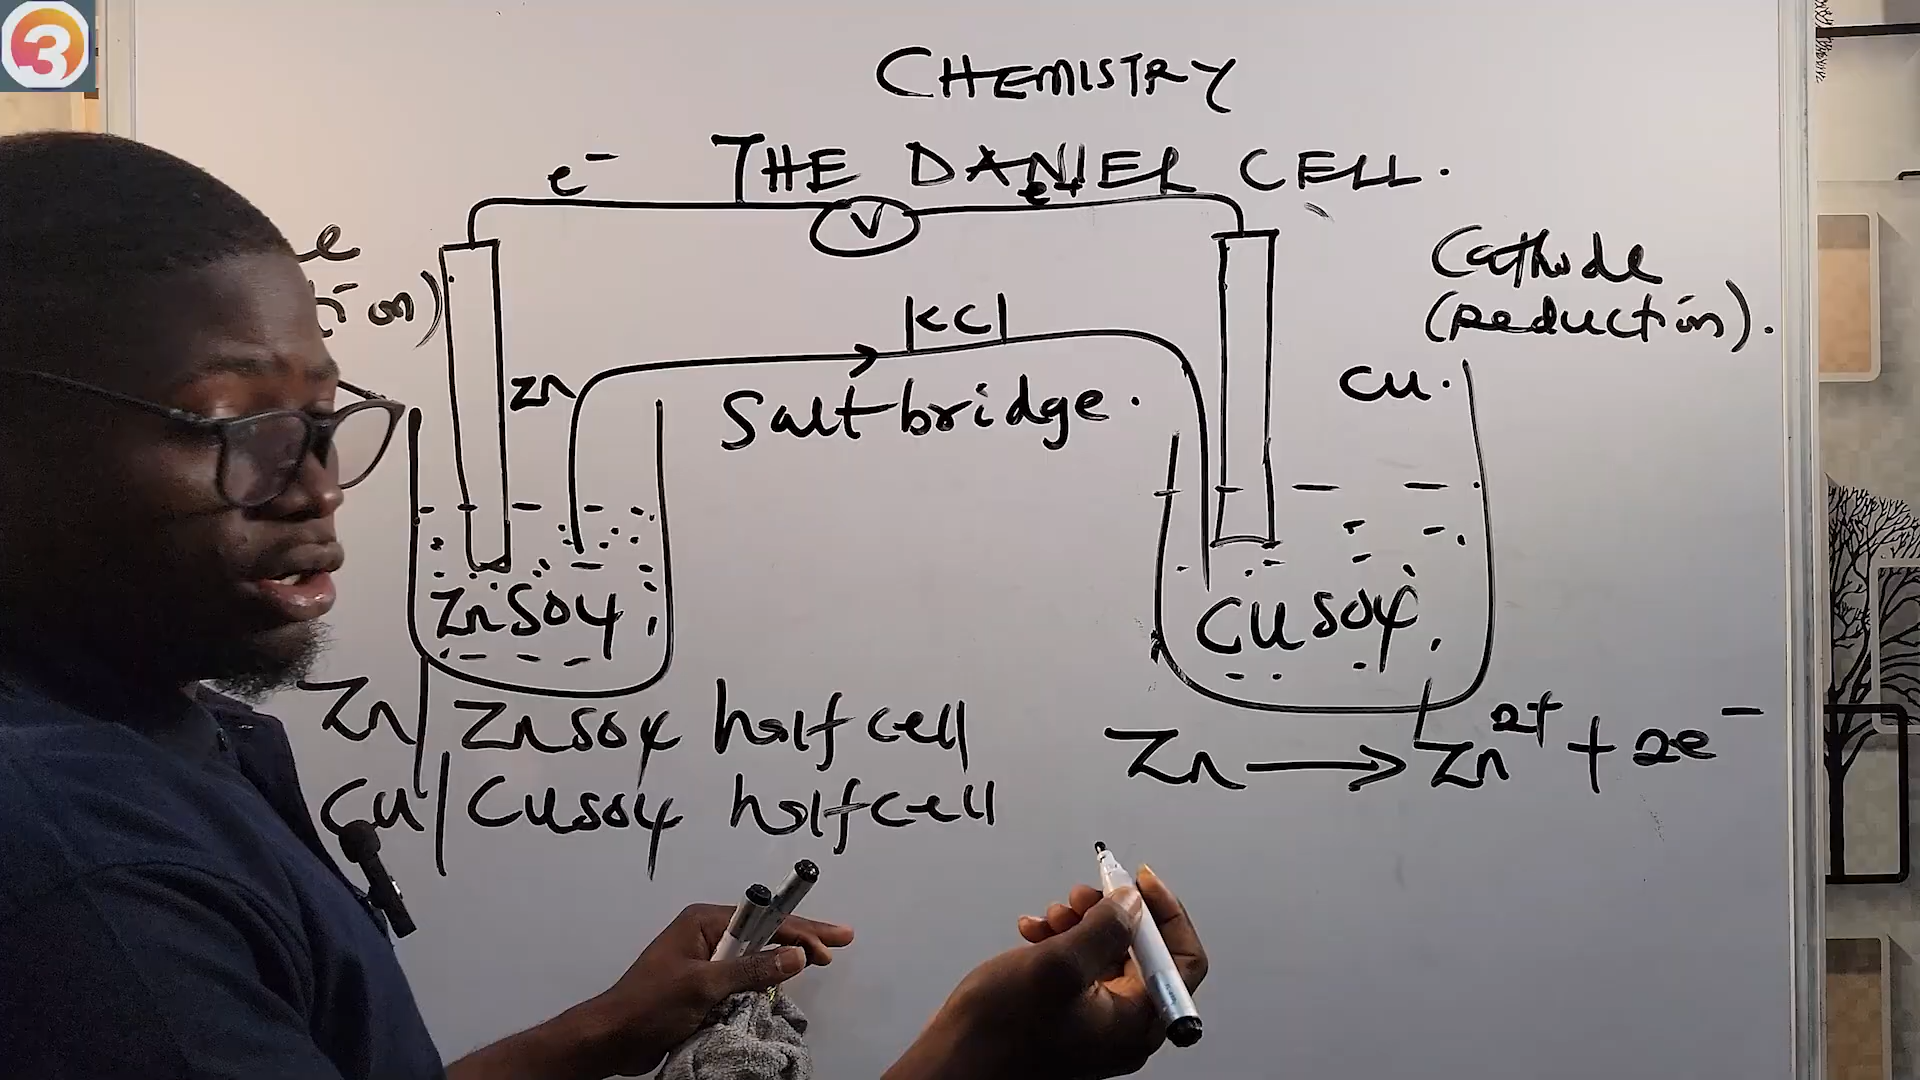 3
CHEMISTRY
THE DANIEL CELL.
e⁻
e⁺
V
Cathode
(reduction).
KCl
Zn
Salt bridge.
Cu.
ZnSO4
CuSO4
Zn | ZnSO4 half cell
Cu | CuSO4 half cell
Zn → Zn²⁺ + 2e⁻